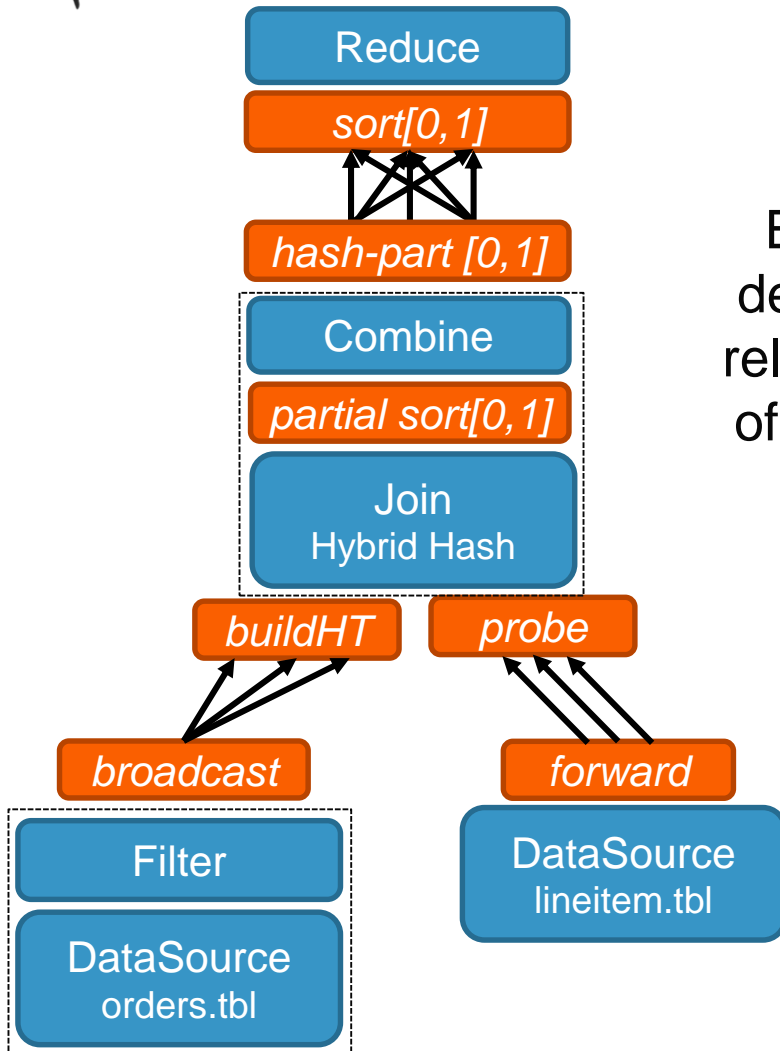 Reduce
sort[0,1]
hash-part [0,1]
Combine
partial sort[0,1]
Join
Hybrid Hash
buildHT
probe
broadcast
forward
Filter
DataSource
orders.tbl
DataSource
lineitem.tbl
of